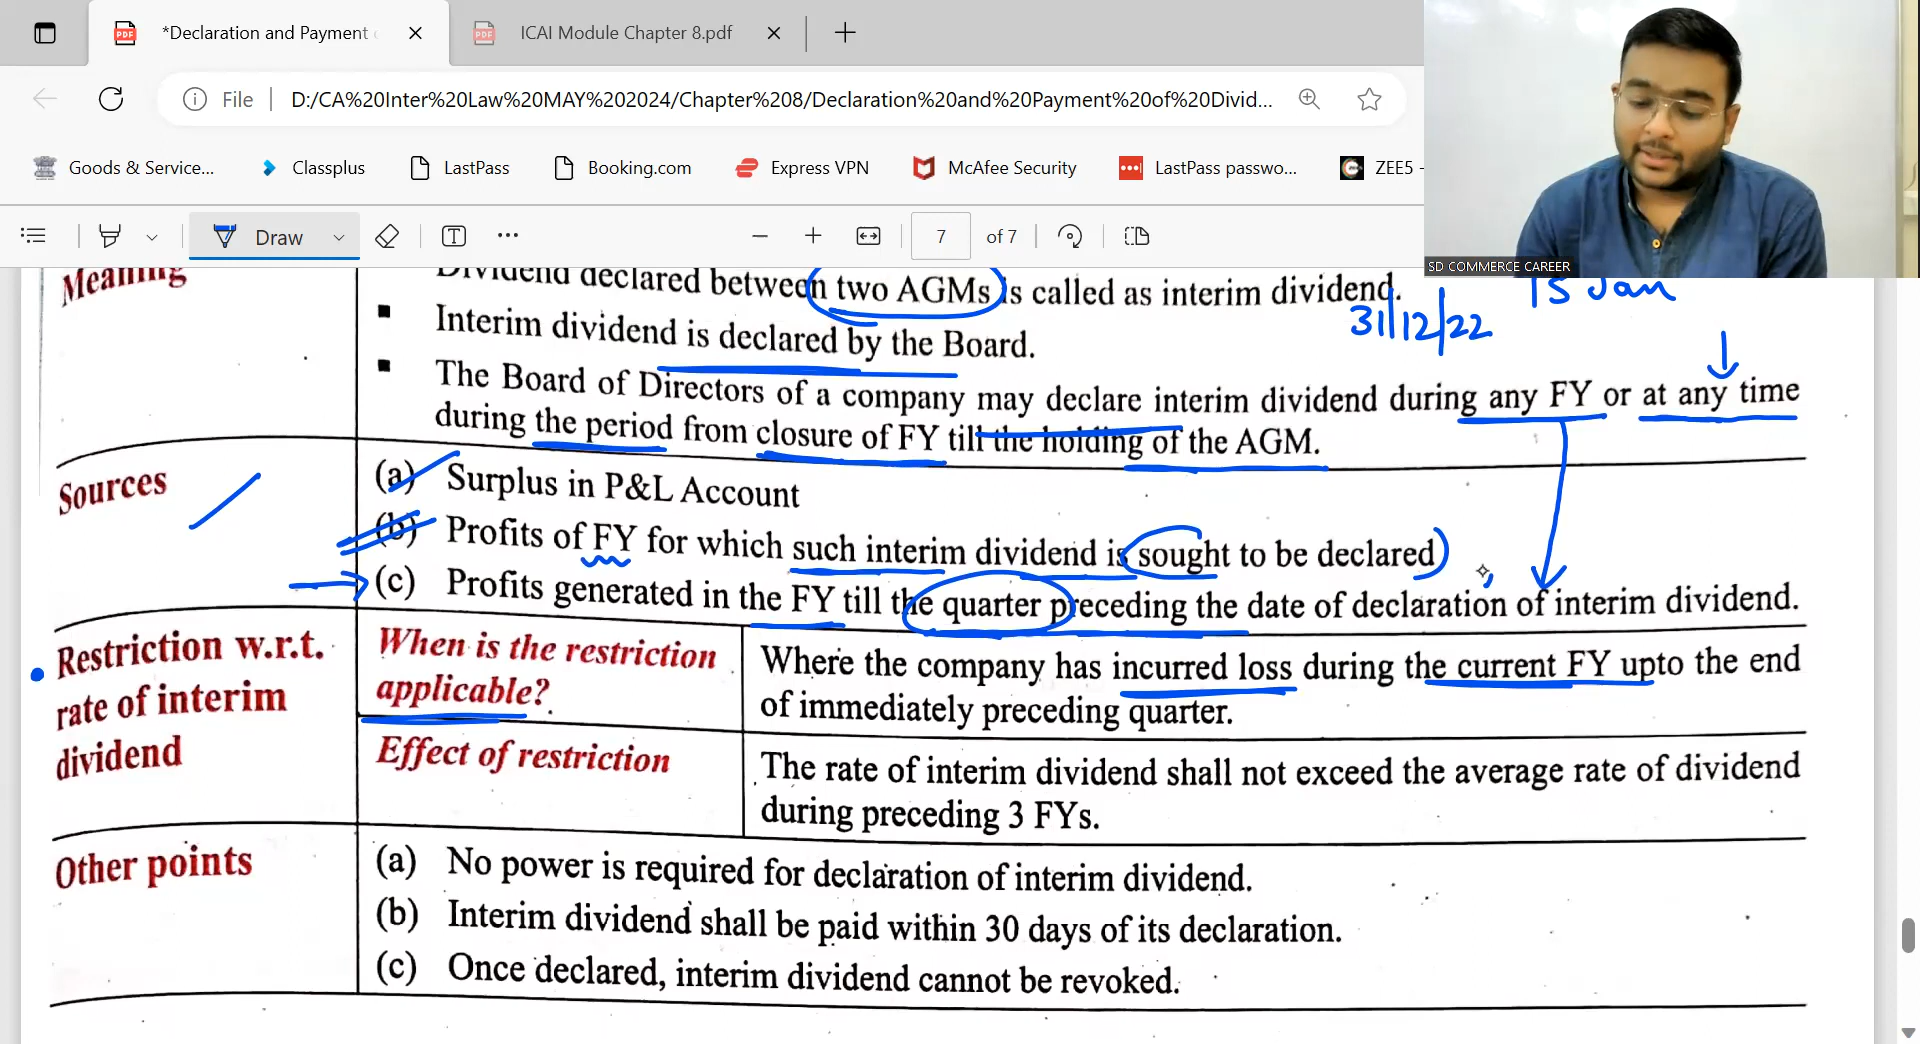 *Declaration and Payment
ICAI Module Chapter 8.pdf
File
D:/CA%20Inter%20Law%20MAY%202024/Chapter%208/Declaration%20and%20Payment%20of%20Divid...
Goods & Service...
Classplus
LastPass
Booking.com
Express VPN
McAfee Security
LastPass passwo...
ZEE5 -
Draw
7
of 7
SD COMMERCE CAREER
15 Jan
31/12/22
Meaning
Dividend declared between two AGMs is called as interim dividend.
Interim dividend is declared by the Board.
The Board of Directors of a company may declare interim dividend during any FY or at any time
during the period from closure of FY till the holding of the AGM.
Sources
(a) Surplus in P&L Account
(b) Profits of FY for which such interim dividend is sought to be declared
(c) Profits generated in the FY till the quarter preceding the date of declaration of interim dividend.
Restriction w.r.t.
rate of interim
dividend
When is the restriction
applicable?
Where the company has incurred loss during the current FY upto the end
of immediately preceding quarter.
Effect of restriction
The rate of interim dividend shall not exceed the average rate of dividend
during preceding 3 FYs.
Other points
(a) No power is required for declaration of interim dividend.
(b) Interim dividend shall be paid within 30 days of its declaration.
(c) Once declared, interim dividend cannot be revoked.